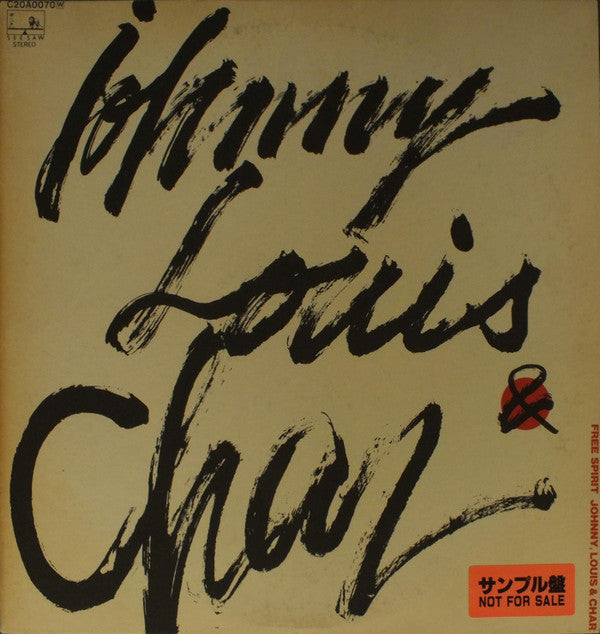 C20A0070 W
SEE・SAW
STEREO
Johnny
Louis
&
Char
FREE SPIRIT JOHNNY, LOUIS & CHAR
サンプル盤
NOT FOR SALE